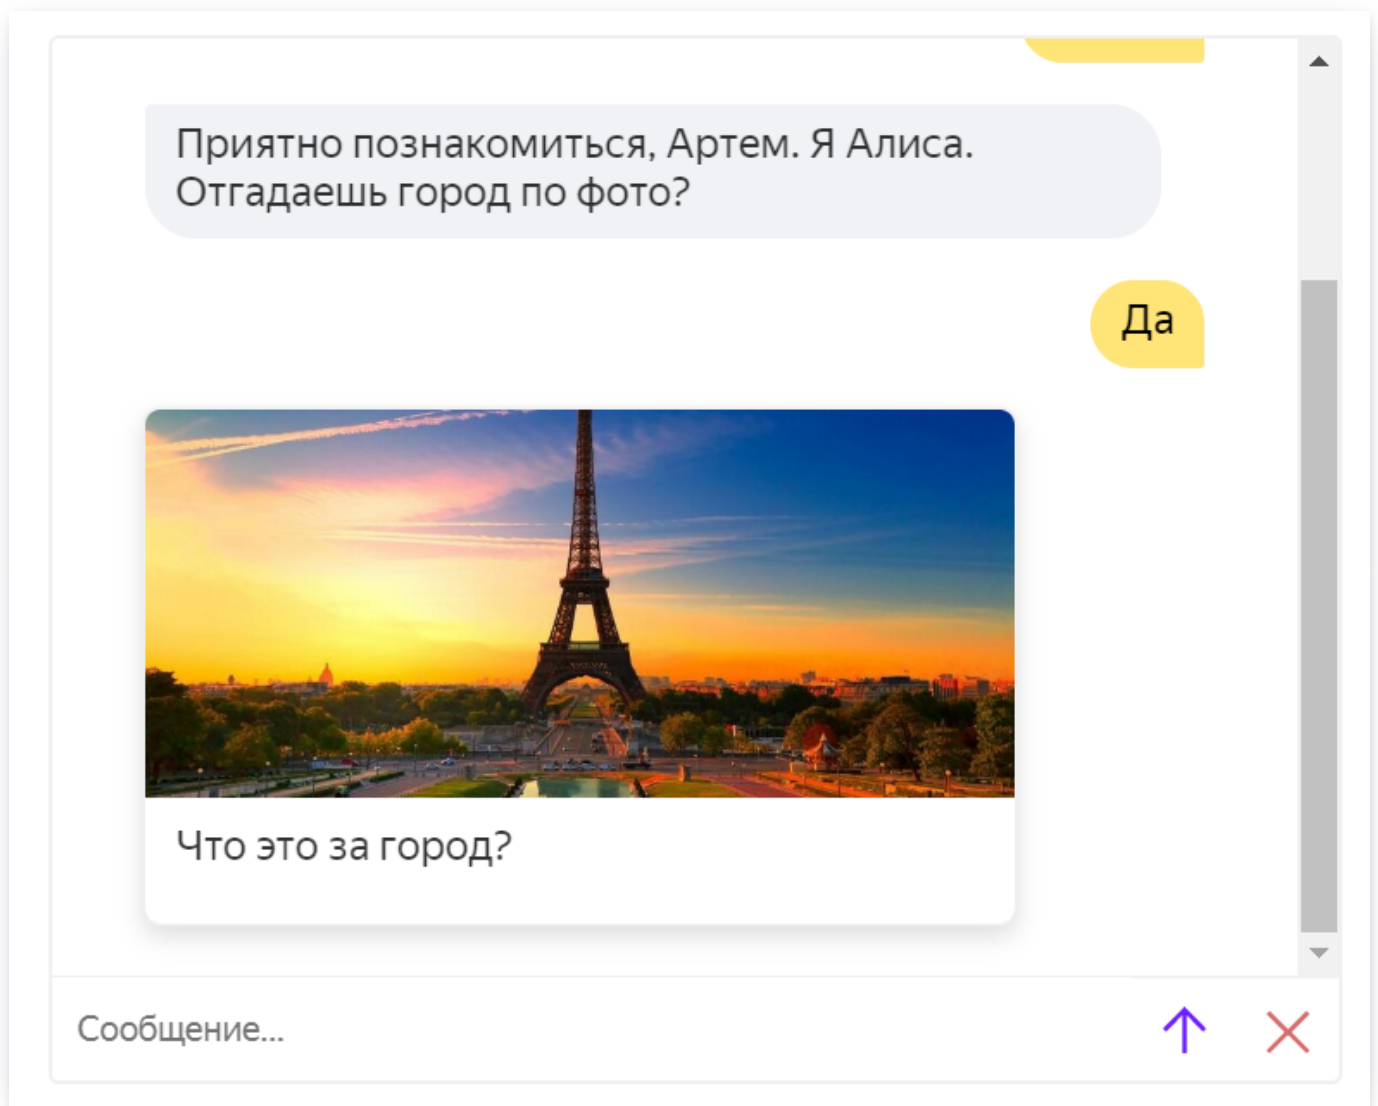 Приятно познакомиться, Артем. Я Алиса.
Отгадаешь город по фото?
Да
Что это за город?
Сообщение...